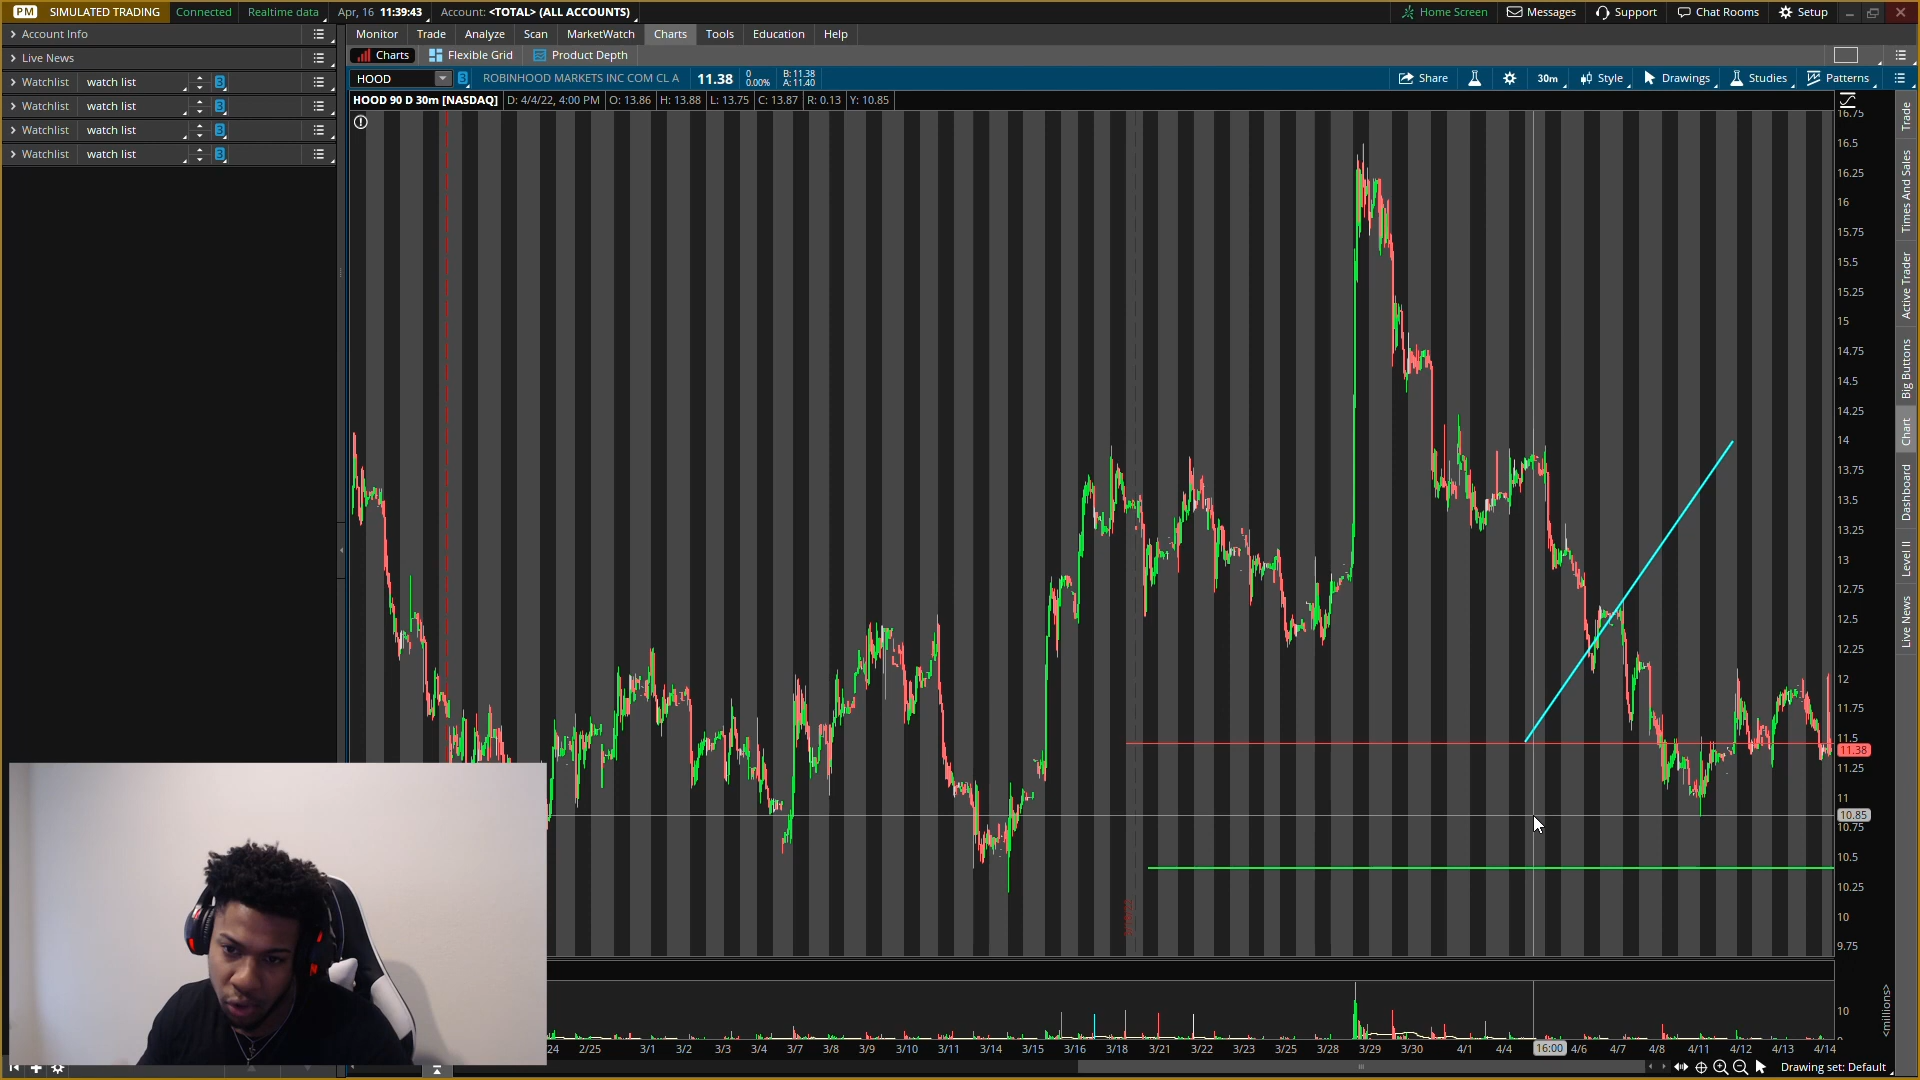 PM SIMULATED TRADING Connected Realtime data Apr, 16 11:39:43 Account: <TOTAL> (ALL ACCOUNTS) Home Screen Messages Support Chat Rooms Setup
Account Info
Live News
Watchlist watch list 3
Watchlist watch list 3
Watchlist watch list 3
Watchlist watch list 3
Monitor Trade Analyze Scan MarketWatch Charts Tools Education Help
Charts Flexible Grid Product Depth
HOOD 3 ROBINHOOD MARKETS INC COM CL A 11.38 0 0.00% B: 11.38 A: 11.40 Share 30m Style Drawings Studies Patterns
HOOD 90 D 30m [NASDAQ] D: 4/4/22, 4:00 PM O: 13.86 H: 13.88 L: 13.75 C: 13.87 R: 0.13 Y: 10.85
16.75
16.5
16.25
16
15.75
15.5
15.25
15
14.75
14.5
14.25
14
13.75
13.5
13.25
13
12.75
12.5
12.25
12
11.75
11.5
11.38
11.25
11
10.85
10.75
10.5
10.25
10
9.75
10
<millions>
24 2/25 3/1 3/2 3/3 3/4 3/7 3/8 3/9 3/10 3/11 3/14 3/15 3/16 3/18 3/21 3/22 3/23 3/25 3/28 3/29 3/30 4/1 4/4 16:00 4/6 4/7 4/8 4/11 4/12 4/13 4/14
Drawing set: Default
Trade
Times And Sales
Active Trader
Big Buttons
Chart
Dashboard
Level II
Live News